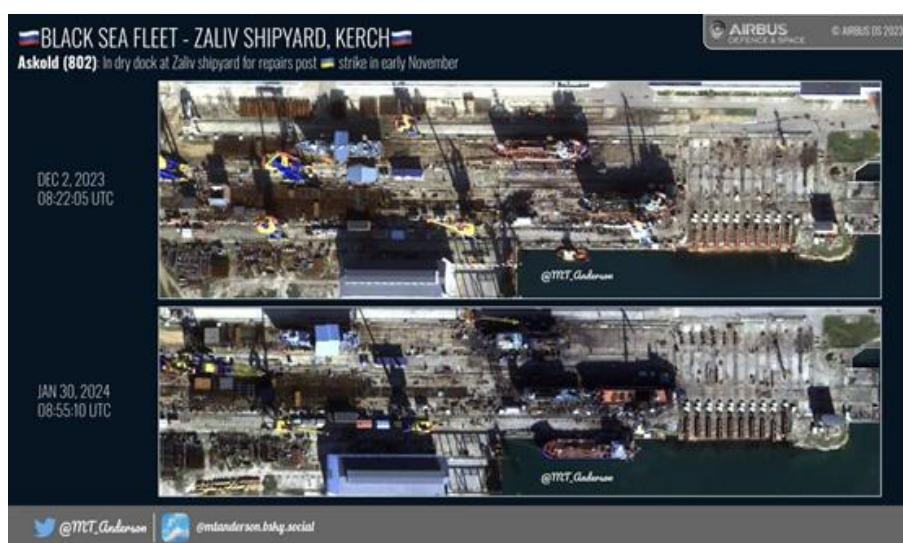 🇷🇺BLACK SEA FLEET - ZALIV SHIPYARD, KERCH🇷🇺
Askold (802): In dry dock at Zaliv shipyard for repairs post 🇺🇦 strike in early November
AIRBUS
DEFENCE & SPACE
© AIRBUS DS 2023
DEC 2, 2023
08:22:05 UTC
@MT_Anderson
JAN 30, 2024
08:55:10 UTC
@MT_Anderson
@MT_Anderson
@mtanderson.bsky.social